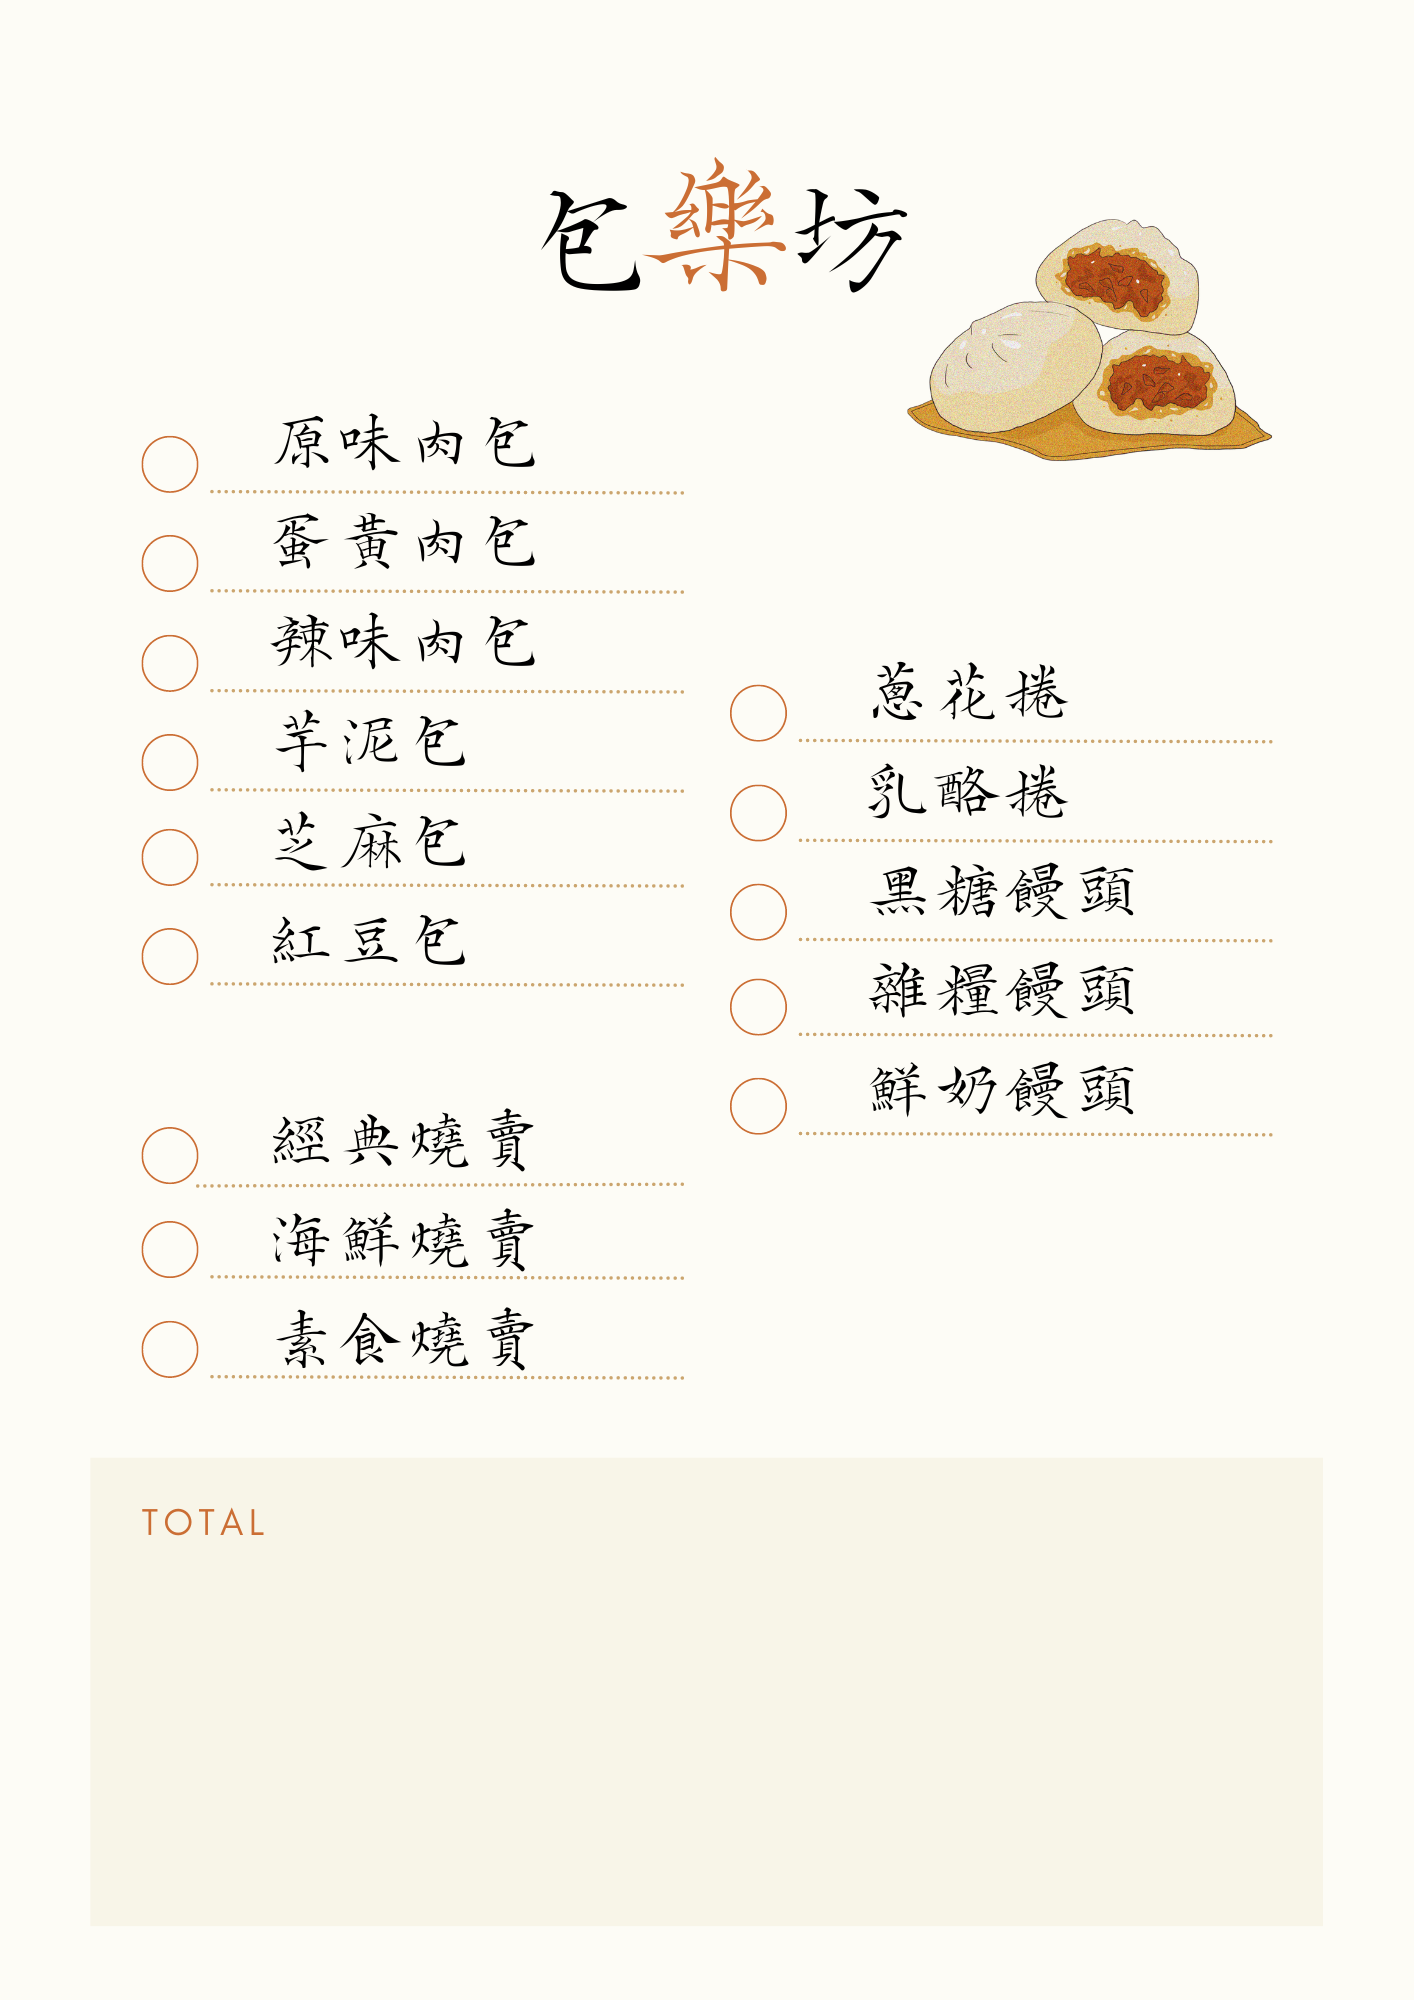 包樂坊
原味肉包
蛋黃肉包
辣味肉包
芋泥包
芝麻包
紅豆包
經典燒賣
海鮮燒賣
素食燒賣
蔥花捲
乳酪捲
黑糖饅頭
雜糧饅頭
鮮奶饅頭
TOTAL